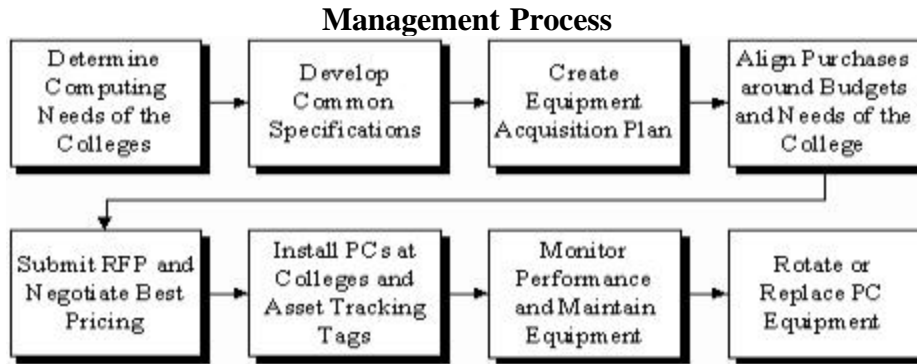 Management Process
Determine
Computing
Needs of the
Colleges
Develop
Common
Specifications
Create
Equipment
Acquisition Plan
Align Purchases
around Budgets
and Needs of the
College
Submit RFP and
Negotiate Best
Pricing
Install PCs at
Colleges and
Asset Tracking
Tags
Monitor
Performance
and Maintain
Equipment
Rotate or
Replace PC
Equipment